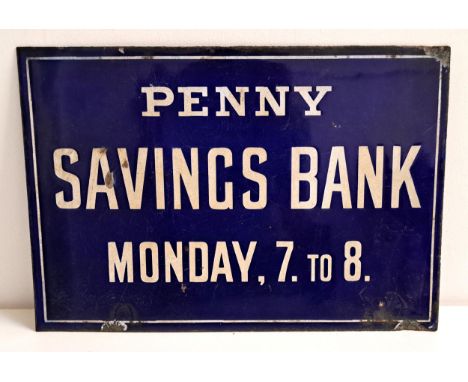 PENNY
SAVINGS BANK
MONDAY, 7. TO 8.